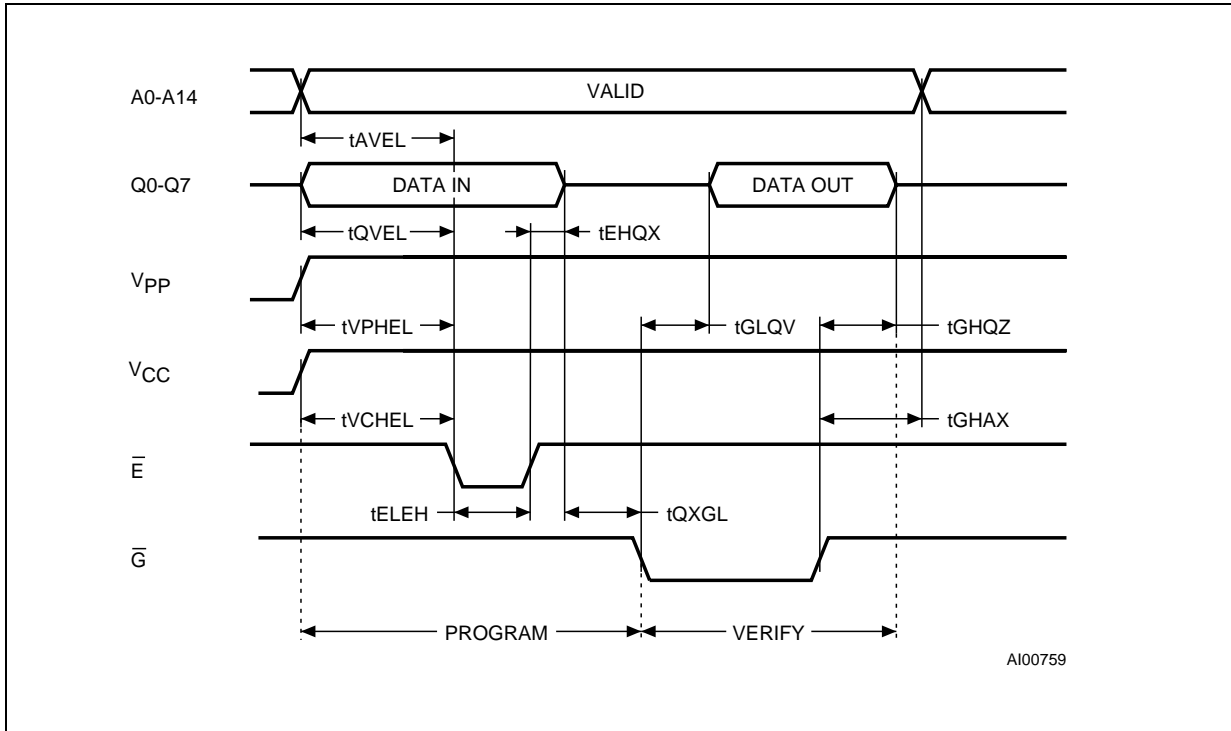 A0-A14
VALID
tAVEL
Q0-Q7
DATA IN
DATA OUT
tQVEL
tEHQX
VPP
tVPHEL
tGLQV
tGHQZ
VCC
tVCHEL
tGHAX
E̅
tELEH
tQXGL
G̅
PROGRAM
VERIFY
AI00759